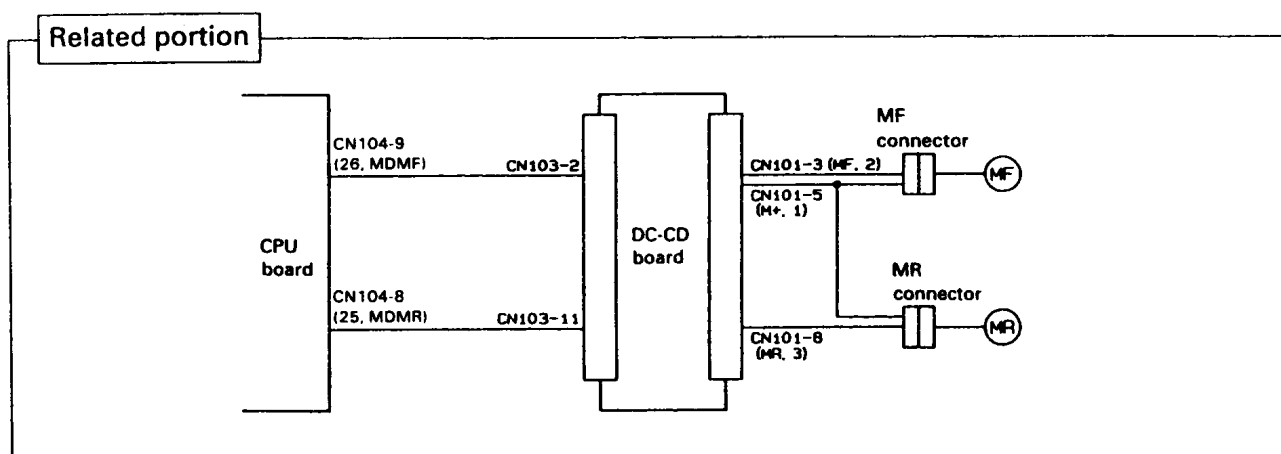 Related portion
CN104-9
(26, MDMF)
CN103-2
CPU
board
CN104-8
(25, MDMR)
CN103-11
DC-CD
board
CN101-3 (MF, 2)
CN101-5
(M+, 1)
MF
connector
MF
MR
connector
MR
CN101-8
(MR, 3)